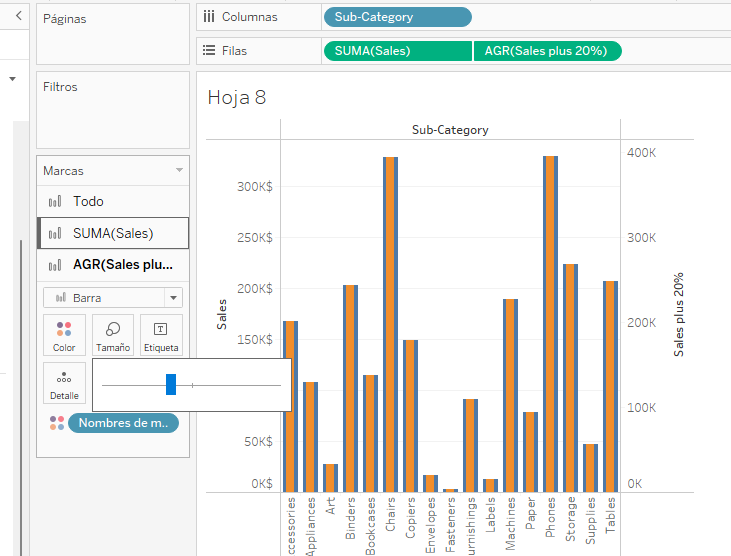 Páginas
Columnas
Sub-Category
Filas
SUMA(Sales)
AGR(Sales plus 20%)
Filtros
Hoja 8
Marcas
Todo
SUMA(Sales)
AGR(Sales plu...
Barra
Color
Tamaño
Etiqueta
Detalle
Nombres de m..
Sub-Category
Sales
300K$
250K$
200K$
150K$
50K$
0K$
400K
300K
200K
100K
0K
Sales plus 20%
ccessories
Appliances
Art
Binders
Bookcases
Chairs
Copiers
Envelopes
Fasteners
urnishings
Labels
Machines
Paper
Phones
Storage
Supplies
Tables